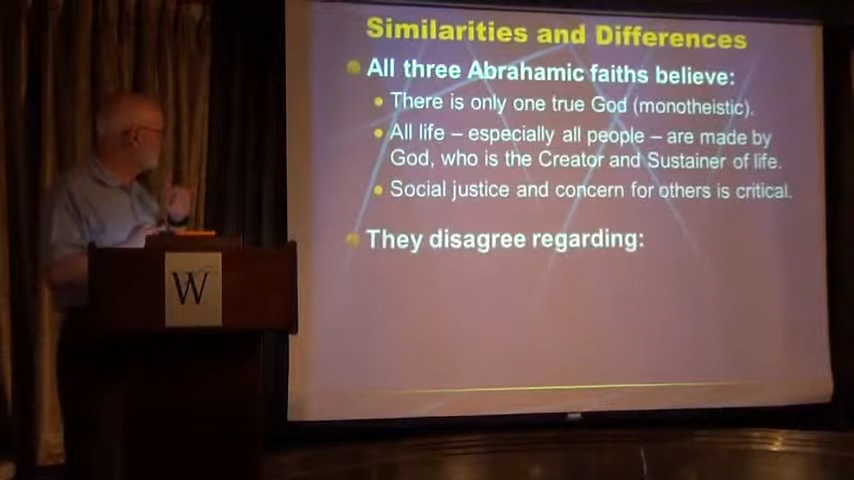 Similarities and Differences
All three Abrahamic faiths believe:
There is only one true God (monotheistic).
All life – especially all people – are made by
God, who is the Creator and Sustainer of life.
Social justice and concern for others is critical.
They disagree regarding:
W